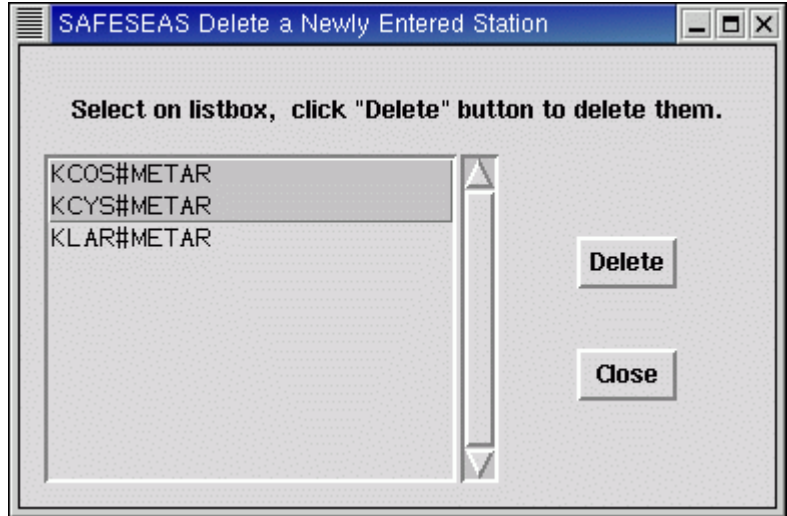 SAFESEAS Delete a Newly Entered Station
Select on listbox, click "Delete" button to delete them.
KCOS#METAR
KCYS#METAR
KLAR#METAR
Delete
Close